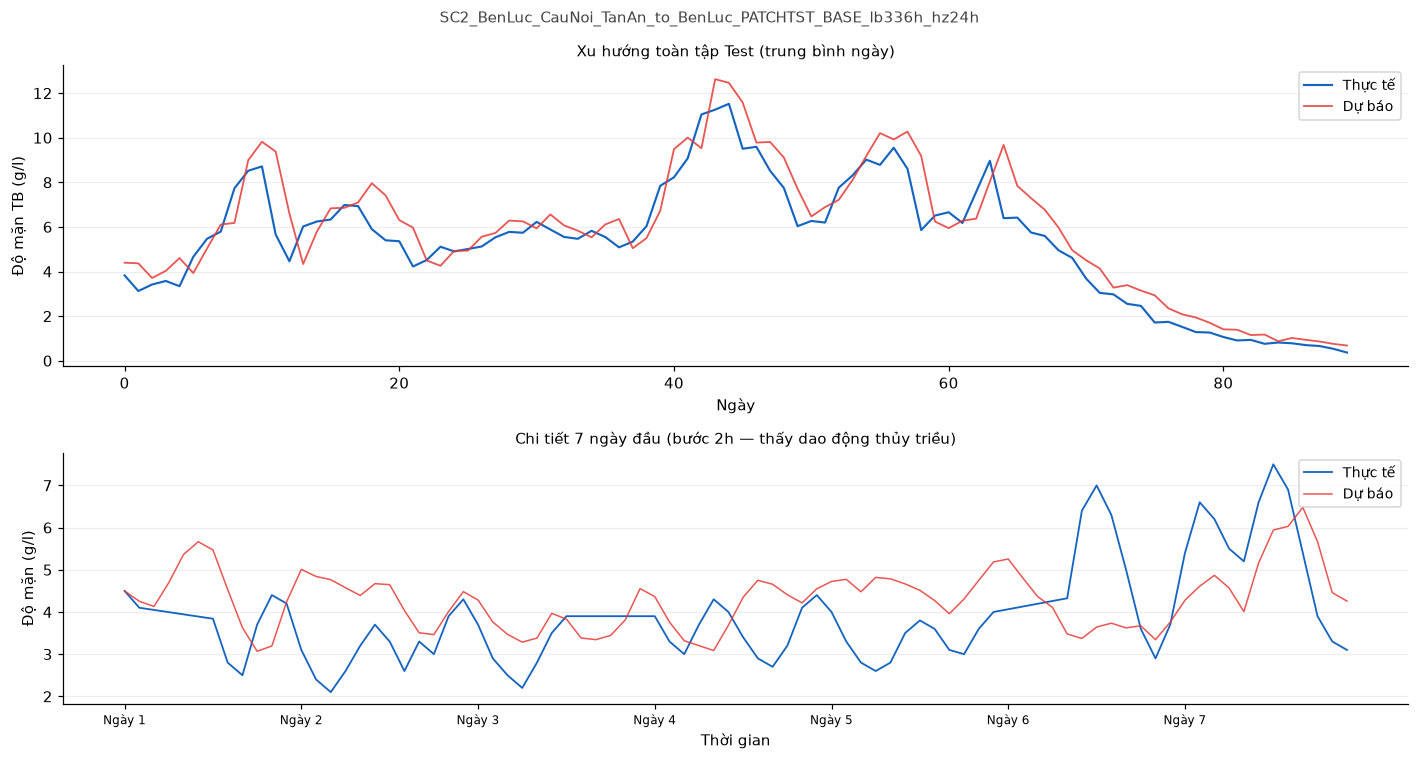 SC2_BenLuc_CauNoi_TanAn_to_BenLuc_PATCHTST_BASE_lb336h_hz24h
Xu hướng toàn tập Test (trung bình ngày)
Độ mặn TB (g/l)
12
10
8
6
4
2
0
Thực tế
Dự báo
0 20 40 60 80
Ngày
Chi tiết 7 ngày đầu (bước 2h — thấy dao động thủy triều)
Độ mặn (g/l)
7
6
5
4
3
2
Thực tế
Dự báo
Ngày 1 Ngày 2 Ngày 3 Ngày 4 Ngày 5 Ngày 6 Ngày 7
Thời gian